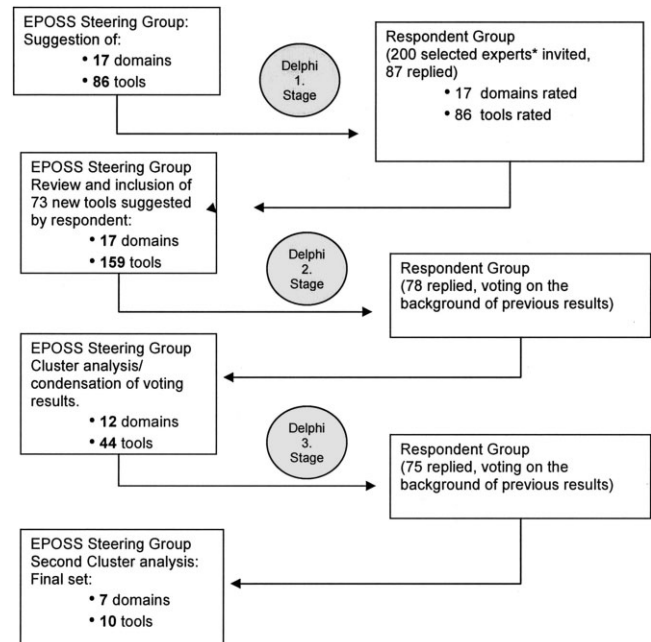 EPOSS Steering Group:
Suggestion of:
• 17 domains
• 86 tools
Delphi
1.
Stage
Respondent Group
(200 selected experts* invited,
87 replied)
• 17 domains rated
• 86 tools rated
EPOSS Steering Group
Review and inclusion of
73 new tools suggested
by respondent:
• 17 domains
• 159 tools
Delphi
2.
Stage
Respondent Group
(78 replied, voting on the
background of previous results)
EPOSS Steering Group
Cluster analysis/
condensation of voting
results.
• 12 domains
• 44 tools
Delphi
3.
Stage
Respondent Group
(75 replied, voting on the
background of previous results)
EPOSS Steering Group
Second Cluster analysis:
Final set:
• 7 domains
• 10 tools